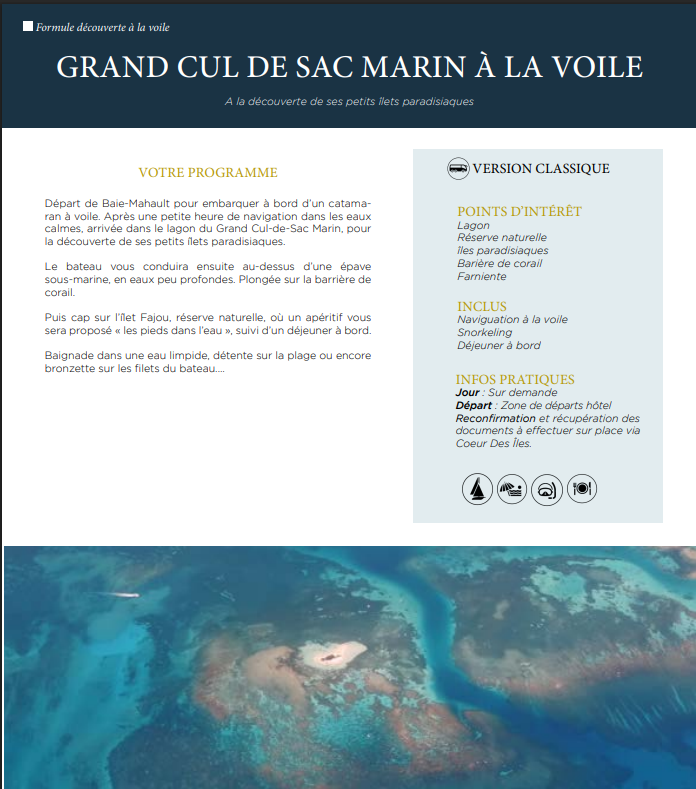 Formule découverte à la voile
GRAND CUL DE SAC MARIN À LA VOILE
A la découverte de ses petits îlets paradisiaques
VOTRE PROGRAMME
Départ de Baie-Mahault pour embarquer à bord d'un catama-
ran à voile. Après une petite heure de navigation dans les eaux
calmes, arrivée dans le lagon du Grand Cul-de-Sac Marin, pour
la découverte de ses petits îlets paradisiaques.
Le bateau vous conduira ensuite au-dessus d'une épave
sous-marine, en eaux peu profondes. Plongée sur la barrière de
corail.
Puis cap sur l'îlet Fajou, réserve naturelle, où un apéritif vous
sera proposé « les pieds dans l'eau », suivi d'un déjeuner à bord.
Baignade dans une eau limpide, détente sur la plage ou encore
bronzette sur les filets du bateau....
VERSION CLASSIQUE
POINTS D'INTÉRÊT
Lagon
Réserve naturelle
îles paradisiaques
Barière de corail
Farniente
INCLUS
Naviguation à la voile
Snorkeling
Déjeuner à bord
INFOS PRATIQUES
Jour : Sur demande
Départ : Zone de départs hôtel
Reconfirmation et récupération des
documents à effectuer sur place via
Coeur Des Îles.